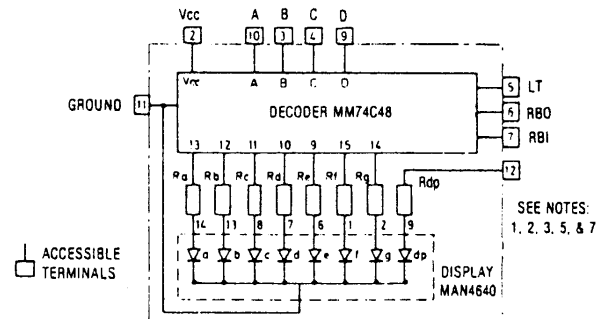 Vcc A B C D
2 10 3 4 9
Vcc A B C D
GROUND 11
DECODER MM74C48
5 LT
6 RBO
7 RBI
13 12 11 10 9 15 14
Ra Rb Rc Rd Re Rf Rg Rdp
12
SEE NOTES:
1, 2, 3, 5, & 7
14 13 8 7 6 1 2 9
a b c d e f g dp
ACCESSIBLE
TERMINALS
DISPLAY
MAN4640